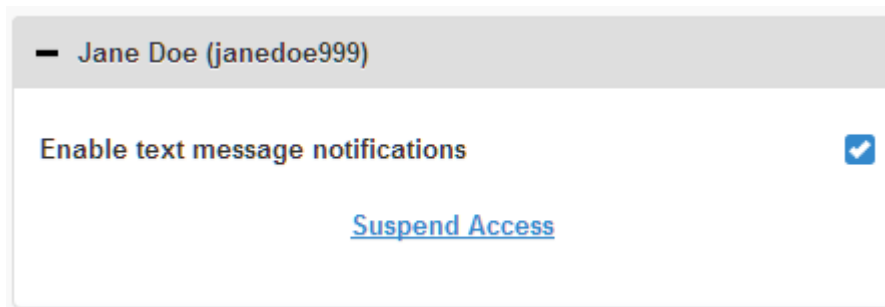 Jane Doe (janedoe999)
Enable text message notifications
Suspend Access